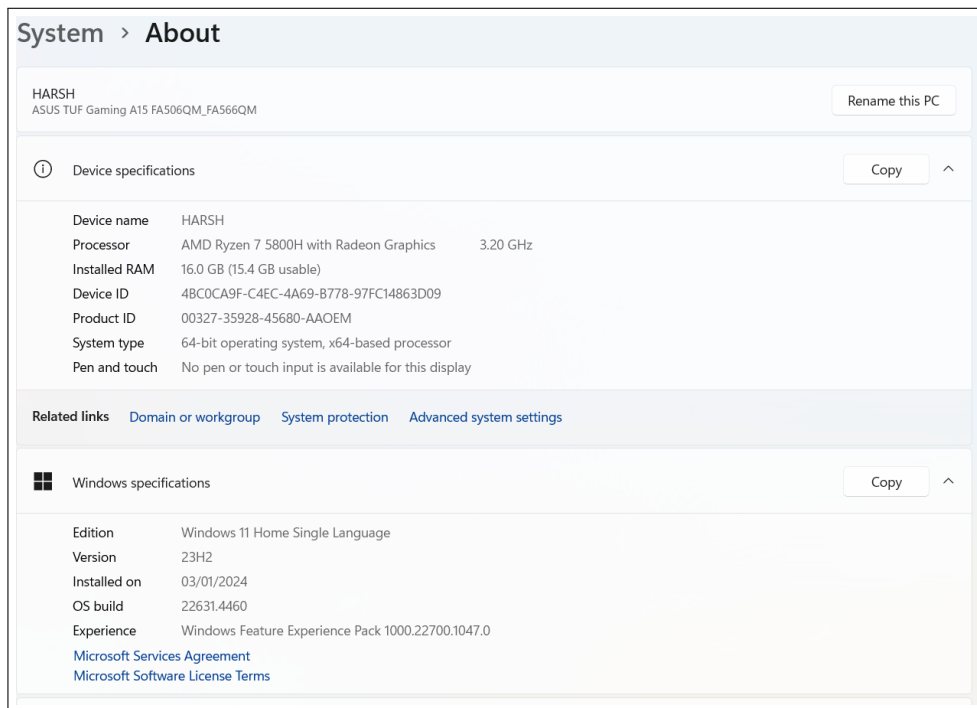 System > About
HARSH
ASUS TUF Gaming A15 FA506QM_FA566QM
Rename this PC
Device specifications
Copy
Device name HARSH
Processor AMD Ryzen 7 5800H with Radeon Graphics 3.20 GHz
Installed RAM 16.0 GB (15.4 GB usable)
Device ID 4BC0CA9F-C4EC-4A69-B778-97FC14863D09
Product ID 00327-35928-45680-AAOEM
System type 64-bit operating system, x64-based processor
Pen and touch No pen or touch input is available for this display
Related links Domain or workgroup System protection Advanced system settings
Windows specifications
Copy
Edition Windows 11 Home Single Language
Version 23H2
Installed on 03/01/2024
OS build 22631.4460
Experience Windows Feature Experience Pack 1000.22700.1047.0
Microsoft Services Agreement
Microsoft Software License Terms